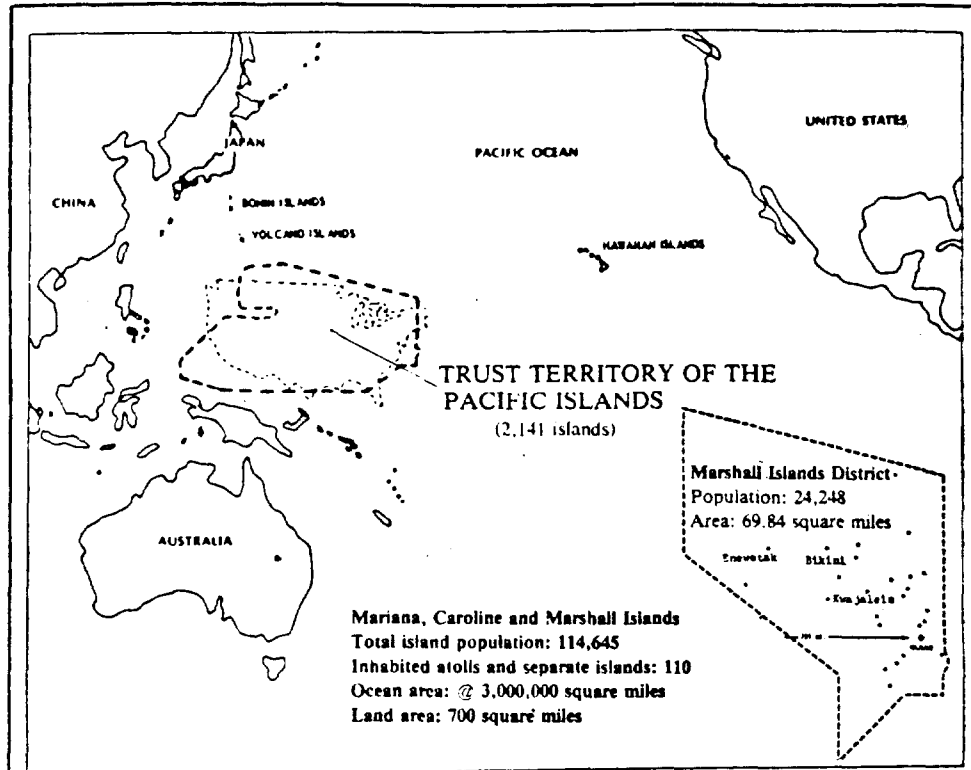 JAPAN
UNITED STATES
PACIFIC OCEAN
CHINA
BONIN ISLANDS
VOLCANO ISLANDS
HAWAIIAN ISLANDS
TRUST TERRITORY OF THE
PACIFIC ISLANDS
(2,141 islands)
Marshall Islands District
Population: 24,248
Area: 69.84 square miles
AUSTRALIA
Enewetak
Bikini
Kwajalein
Mariana, Caroline and Marshall Islands
Total island population: 114,645
Inhabited atolls and separate islands: 110
Ocean area: @ 3,000,000 square miles
Land area: 700 square miles